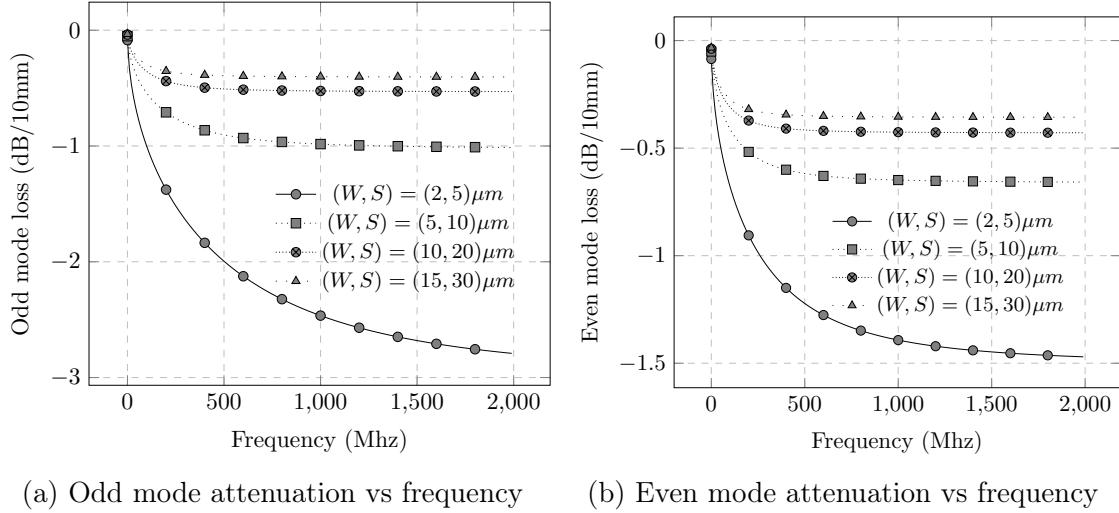 −0
−1
−2
−3
0
500
1,000
1,500
2,000
Frequency (Mhz)
Odd mode loss (dB/10mm)
(W, S) = (2, 5)μm
(W, S) = (5, 10)μm
(W, S) = (10, 20)μm
(W, S) = (15, 30)μm
(a) Odd mode attenuation vs frequency
−0
−0.5
−1
−1.5
0
500
1,000
1,500
2,000
Frequency (Mhz)
Even mode loss (dB/10mm)
(W, S) = (2, 5)μm
(W, S) = (5, 10)μm
(W, S) = (10, 20)μm
(W, S) = (15, 30)μm
(b) Even mode attenuation vs frequency